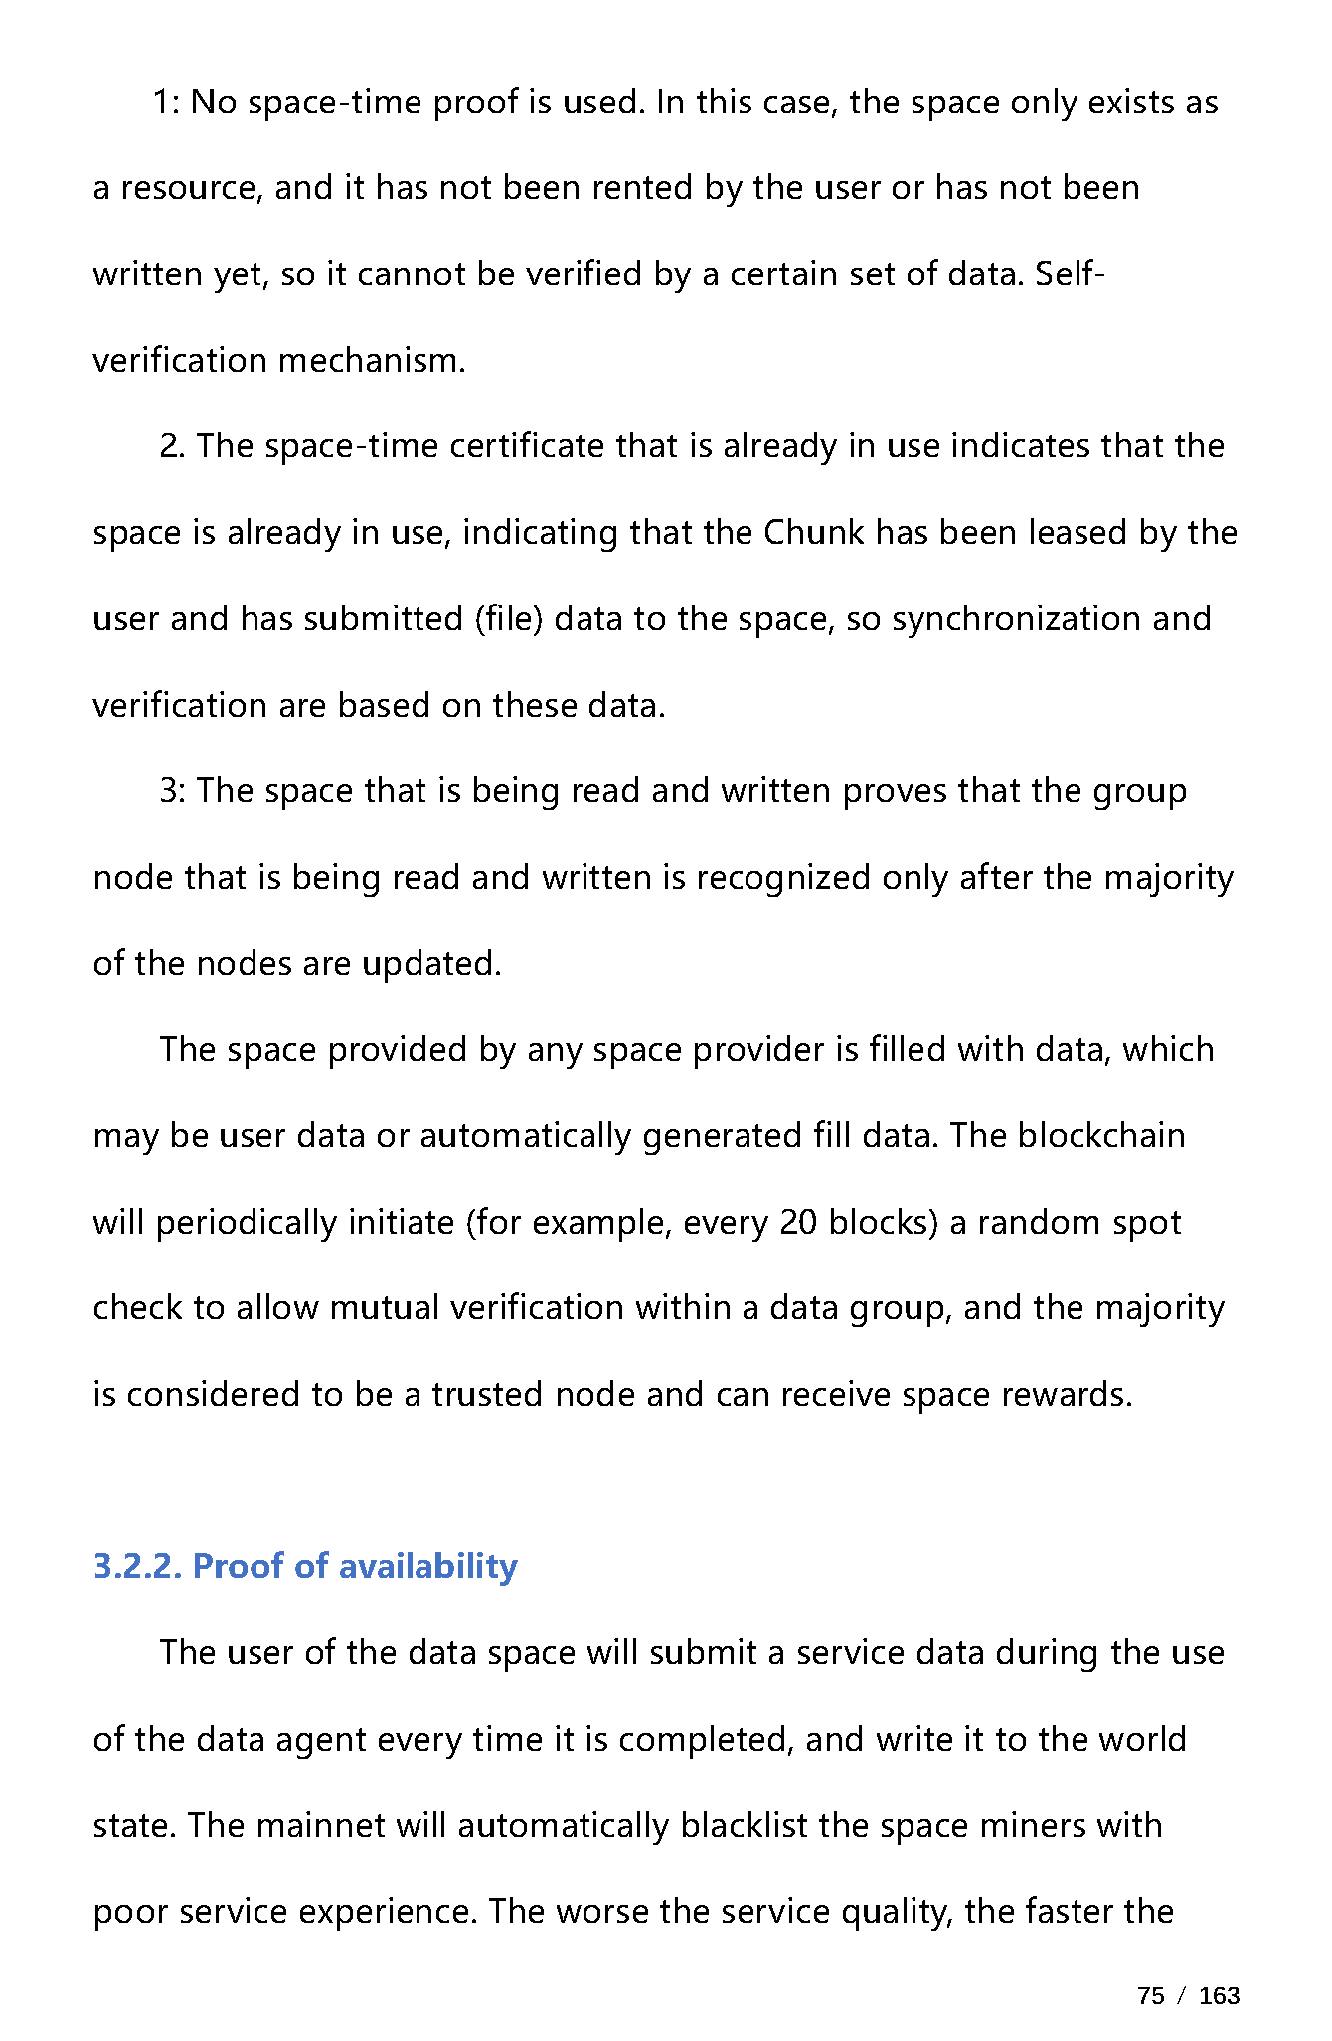 1: No space-time proof is used. In this case, the space only exists as
a resource, and it has not been rented by the user or has not been
written yet, so it cannot be verified by a certain set of data. Self-
verification mechanism.
2. The space-time certificate that is already in use indicates that the
space is already in use, indicating that the Chunk has been leased by the
user and has submitted (file) data to the space, so synchronization and
verification are based on these data.
3: The space that is being read and written proves that the group
node that is being read and written is recognized only after the majority
of the nodes are updated.
The space provided by any space provider is filled with data, which
may be user data or automatically generated fill data. The blockchain
will periodically initiate (for example, every 20 blocks) a random spot
check to allow mutual verification within a data group, and the majority
is considered to be a trusted node and can receive space rewards.
3.2.2. Proof of availability
The user of the data space will submit a service data during the use
of the data agent every time it is completed, and write it to the world
state. The mainnet will automatically blacklist the space miners with
poor service experience. The worse the service quality, the faster the
75 / 163